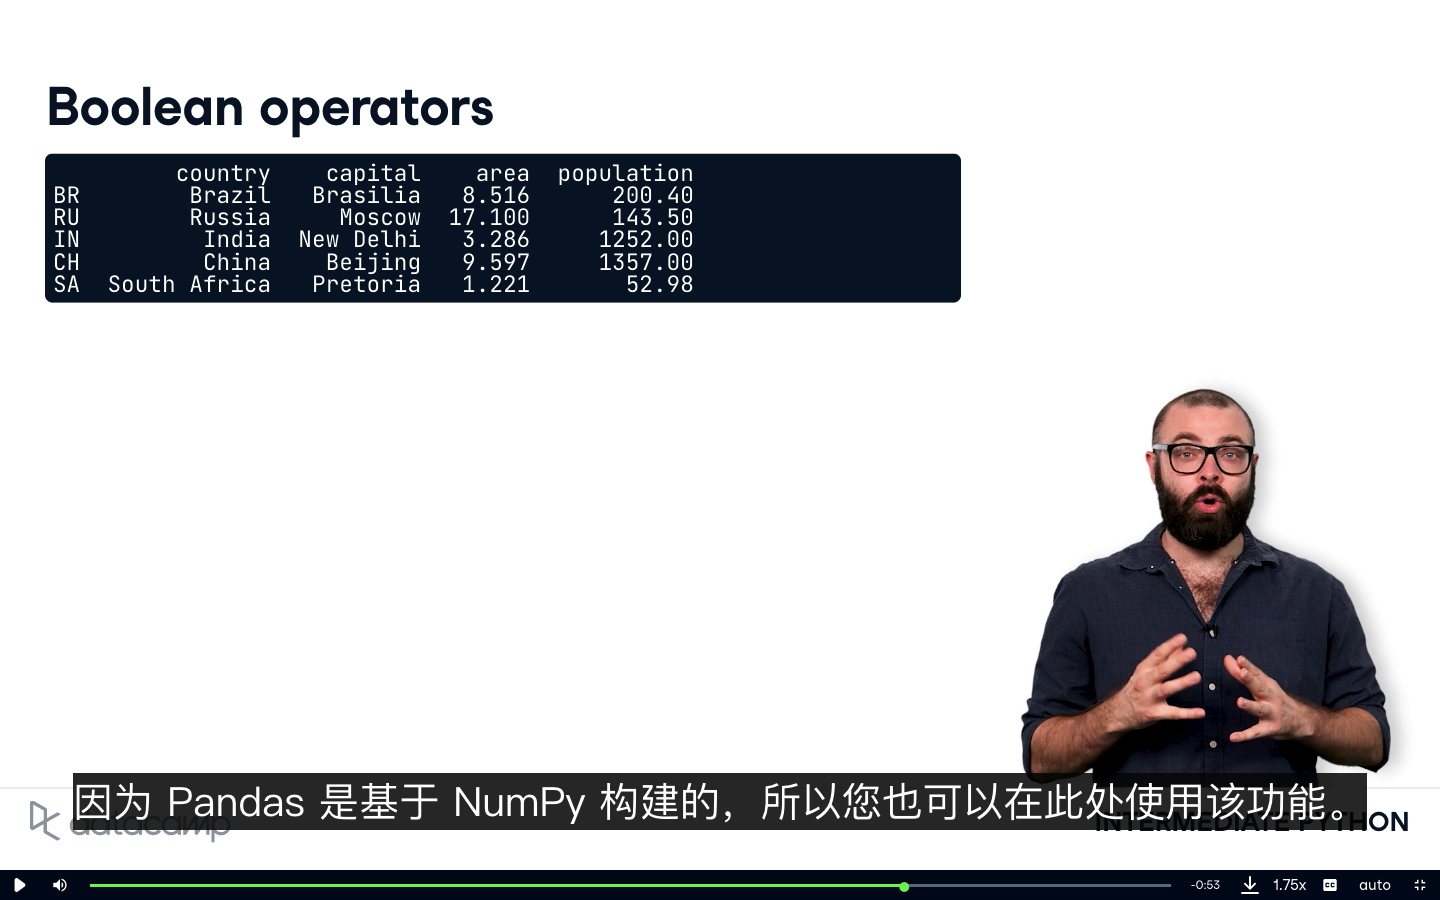 Boolean operators
country capital area population
BR Brazil Brasilia 8.516 200.40
RU Russia Moscow 17.100 143.50
IN India New Delhi 3.286 1252.00
CH China Beijing 9.597 1357.00
SA South Africa Pretoria 1.221 52.98
因为 Pandas 是基于 NumPy 构建的，所以您也可以在此处使用该功能。
datacamp
INTERMEDIATE PYTHON
-0:53 1.75x CC auto